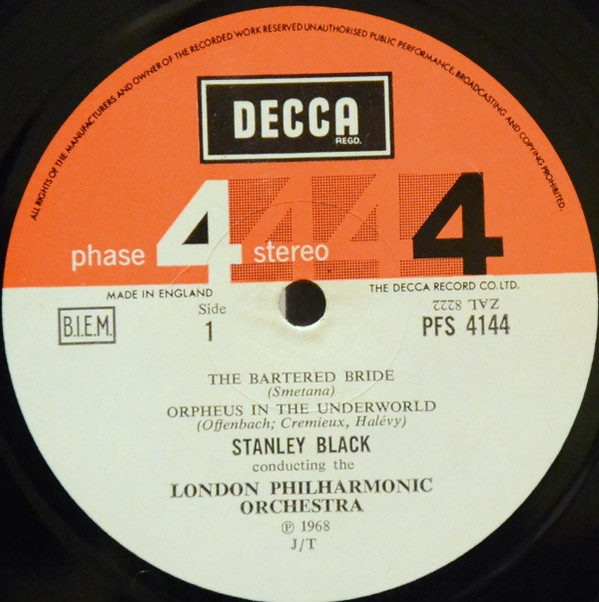 ALL RIGHTS OF THE MANUFACTURERS AND OWNER OF THE RECORDED WORK RESERVED UNAUTHORISED PUBLIC PERFORMANCE, BROADCASTING AND COPYING PROHIBITED.
DECCA
REGD.
phase 4 stereo 4 4 4
MADE IN ENGLAND
THE DECCA RECORD CO. LTD.
Side
ZAL 8222
B.I.E.M.
1
PFS 4144
THE BARTERED BRIDE
(Smetana)
ORPHEUS IN THE UNDERWORLD
(Offenbach; Cremieux, Halévy)
STANLEY BLACK
conducting the
LONDON PHILHARMONIC
ORCHESTRA
℗ 1968
J/T